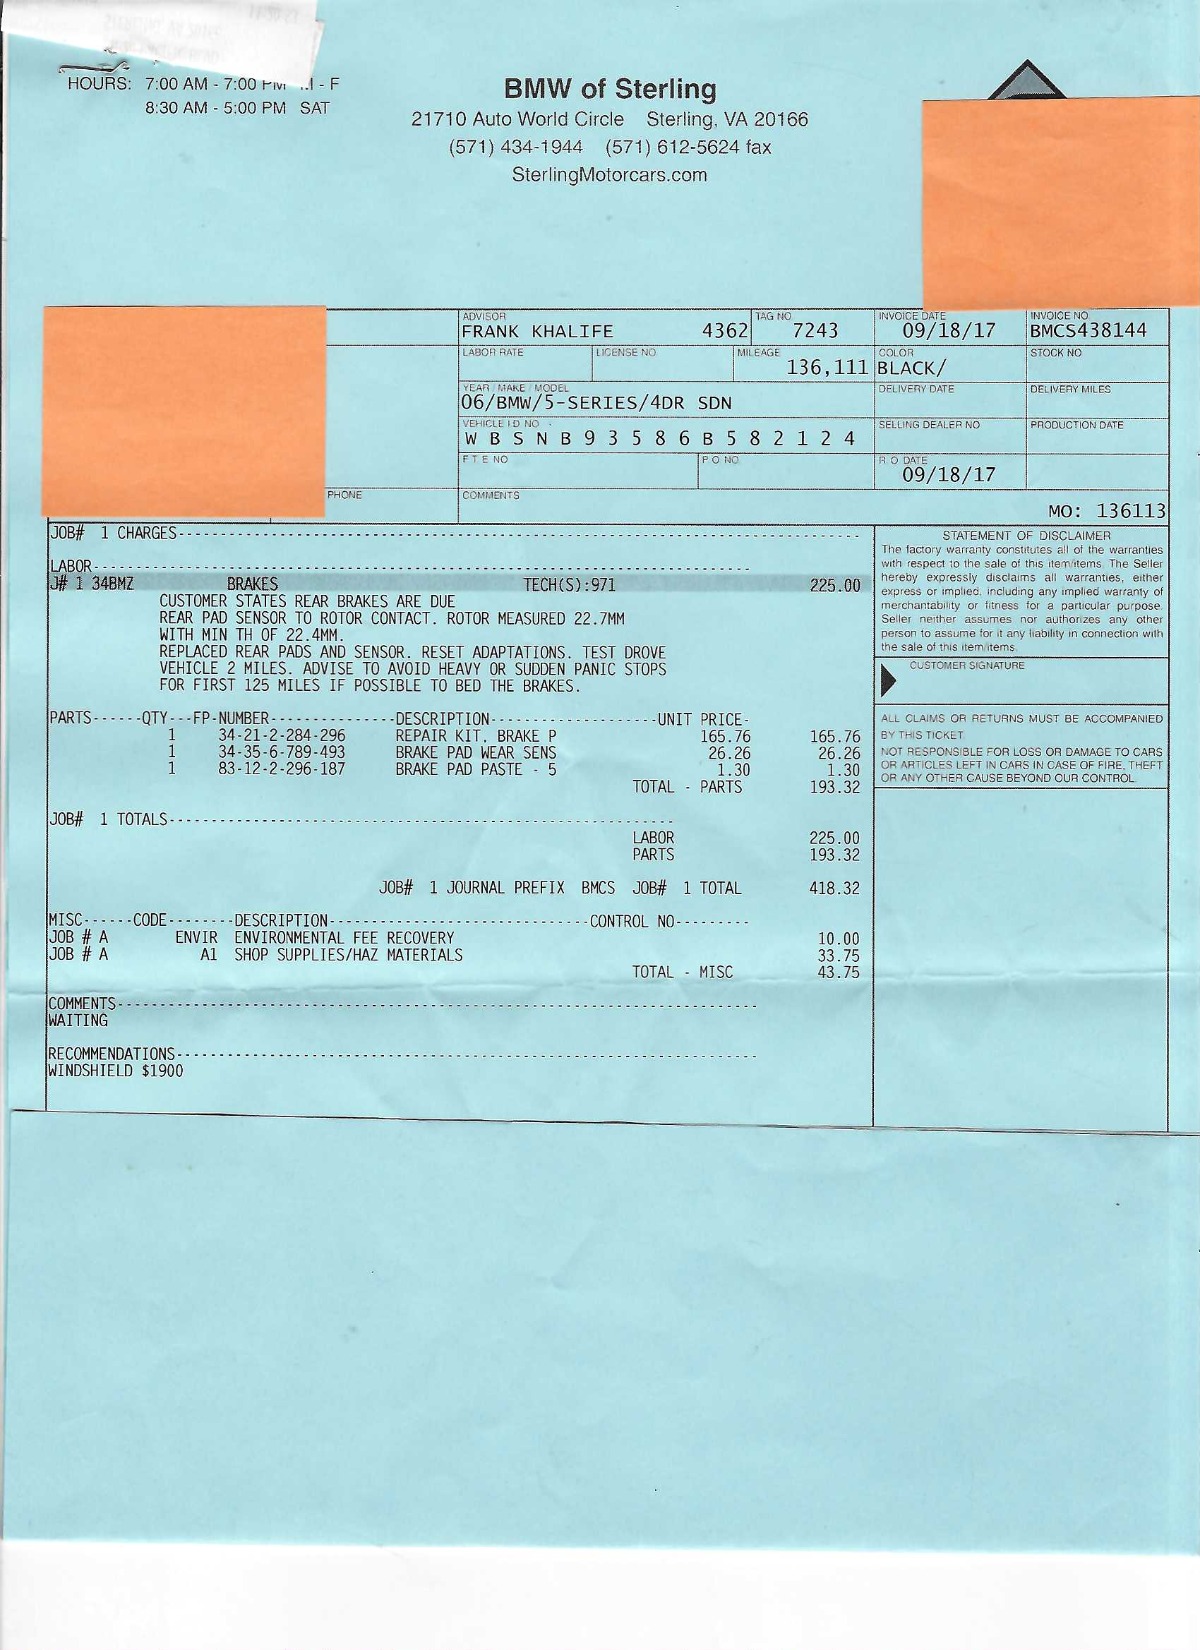 HOURS: 7:00 AM - 7:00 PM M - F
8:30 AM - 5:00 PM SAT
BMW of Sterling
21710 Auto World Circle Sterling, VA 20166
(571) 434-1944 (571) 612-5624 fax
SterlingMotorcars.com
ADVISOR TAG NO. INVOICE DATE INVOICE NO.
FRANK KHALIFE 4362 7243 09/18/17 BMCS438144
LABOR RATE LICENSE NO. MILEAGE COLOR STOCK NO.
136,111 BLACK/
YEAR / MAKE / MODEL DELIVERY DATE DELIVERY MILES
06/BMW/5-SERIES/4DR SDN
VEHICLE I.D. NO. SELLING DEALER NO. PRODUCTION DATE
W B S N B 9 3 5 8 6 B 5 8 2 1 2 4
F. T. E. NO. P. O. NO. R. O. DATE
09/18/17
PHONE COMMENTS
MO: 136113
JOB# 1 CHARGES
LABOR
J# 1 34BMZ BRAKES TECH(S):971 225.00
CUSTOMER STATES REAR BRAKES ARE DUE
REAR PAD SENSOR TO ROTOR CONTACT. ROTOR MEASURED 22.7MM
WITH MIN TH OF 22.4MM.
REPLACED REAR PADS AND SENSOR. RESET ADAPTATIONS. TEST DROVE
VEHICLE 2 MILES. ADVISE TO AVOID HEAVY OR SUDDEN PANIC STOPS
FOR FIRST 125 MILES IF POSSIBLE TO BED THE BRAKES.
PARTS------QTY---FP-NUMBER---------------DESCRIPTION--------------------UNIT PRICE-
1 34-21-2-284-296 REPAIR KIT, BRAKE P 165.76 165.76
1 34-35-6-789-493 BRAKE PAD WEAR SENS 26.26 26.26
1 83-12-2-296-187 BRAKE PAD PASTE - 5 1.30 1.30
TOTAL - PARTS 193.32
JOB# 1 TOTALS
LABOR 225.00
PARTS 193.32
JOB# 1 JOURNAL PREFIX BMCS JOB# 1 TOTAL 418.32
MISC------CODE--------DESCRIPTION-------------------------------CONTROL NO---------
JOB # A ENVIR ENVIRONMENTAL FEE RECOVERY 10.00
JOB # A A1 SHOP SUPPLIES/HAZ MATERIALS 33.75
TOTAL - MISC 43.75
COMMENTS
WAITING
RECOMMENDATIONS
WINDSHIELD $1900
STATEMENT OF DISCLAIMER
The factory warranty constitutes all of the warranties
with respect to the sale of this item/items. The Seller
hereby expressly disclaims all warranties, either
express or implied, including any implied warranty of
merchantability or fitness for a particular purpose.
Seller neither assumes nor authorizes any other
person to assume for it any liability in connection with
the sale of this item/items.
CUSTOMER SIGNATURE
ALL CLAIMS OR RETURNS MUST BE ACCOMPANIED
BY THIS TICKET.
NOT RESPONSIBLE FOR LOSS OR DAMAGE TO CARS
OR ARTICLES LEFT IN CARS IN CASE OF FIRE, THEFT
OR ANY OTHER CAUSE BEYOND OUR CONTROL.